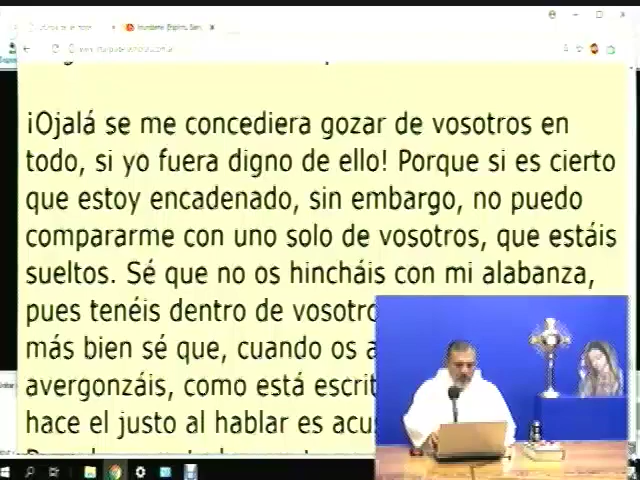 ¡Ojalá se me concediera gozar de vosotros en
todo, si yo fuera digno de ello! Porque si es cierto
que estoy encadenado, sin embargo, no puedo
compararme con uno solo de vosotros, que estáis
sueltos. Sé que no os hincháis con mi alabanza,
pues tenéis dentro de vosotro
más bien sé que, cuando os a
avergonzáis, como está escrit
hace el justo al hablar es acus